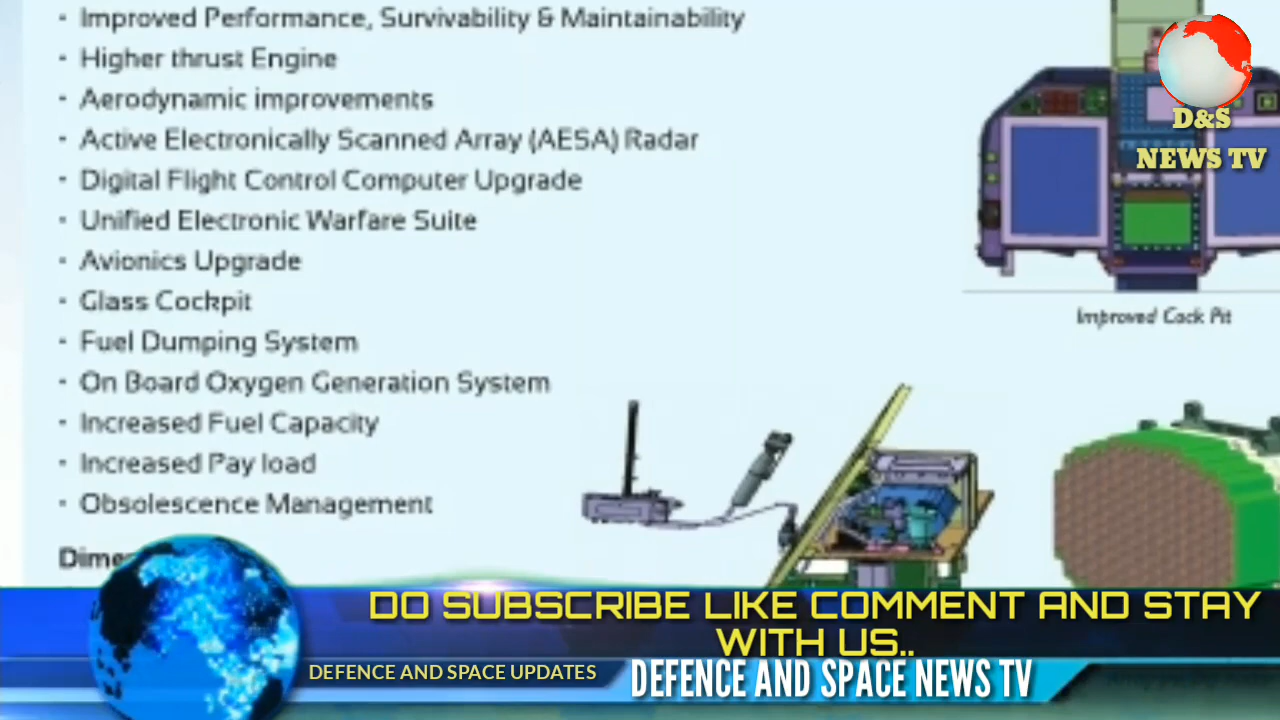 · Improved Performance, Survivability & Maintainability
· Higher thrust Engine
· Aerodynamic improvements
· Active Electronically Scanned Array (AESA) Radar
· Digital Flight Control Computer Upgrade
· Unified Electronic Warfare Suite
· Avionics Upgrade
· Glass Cockpit
· Fuel Dumping System
· On Board Oxygen Generation System
· Increased Fuel Capacity
· Increased Pay load
· Obsolescence Management
D&S
NEWS TV
Improved Cock Pit
DO SUBSCRIBE LIKE COMMENT AND STAY
WITH US..
DEFENCE AND SPACE UPDATES
DEFENCE AND SPACE NEWS TV